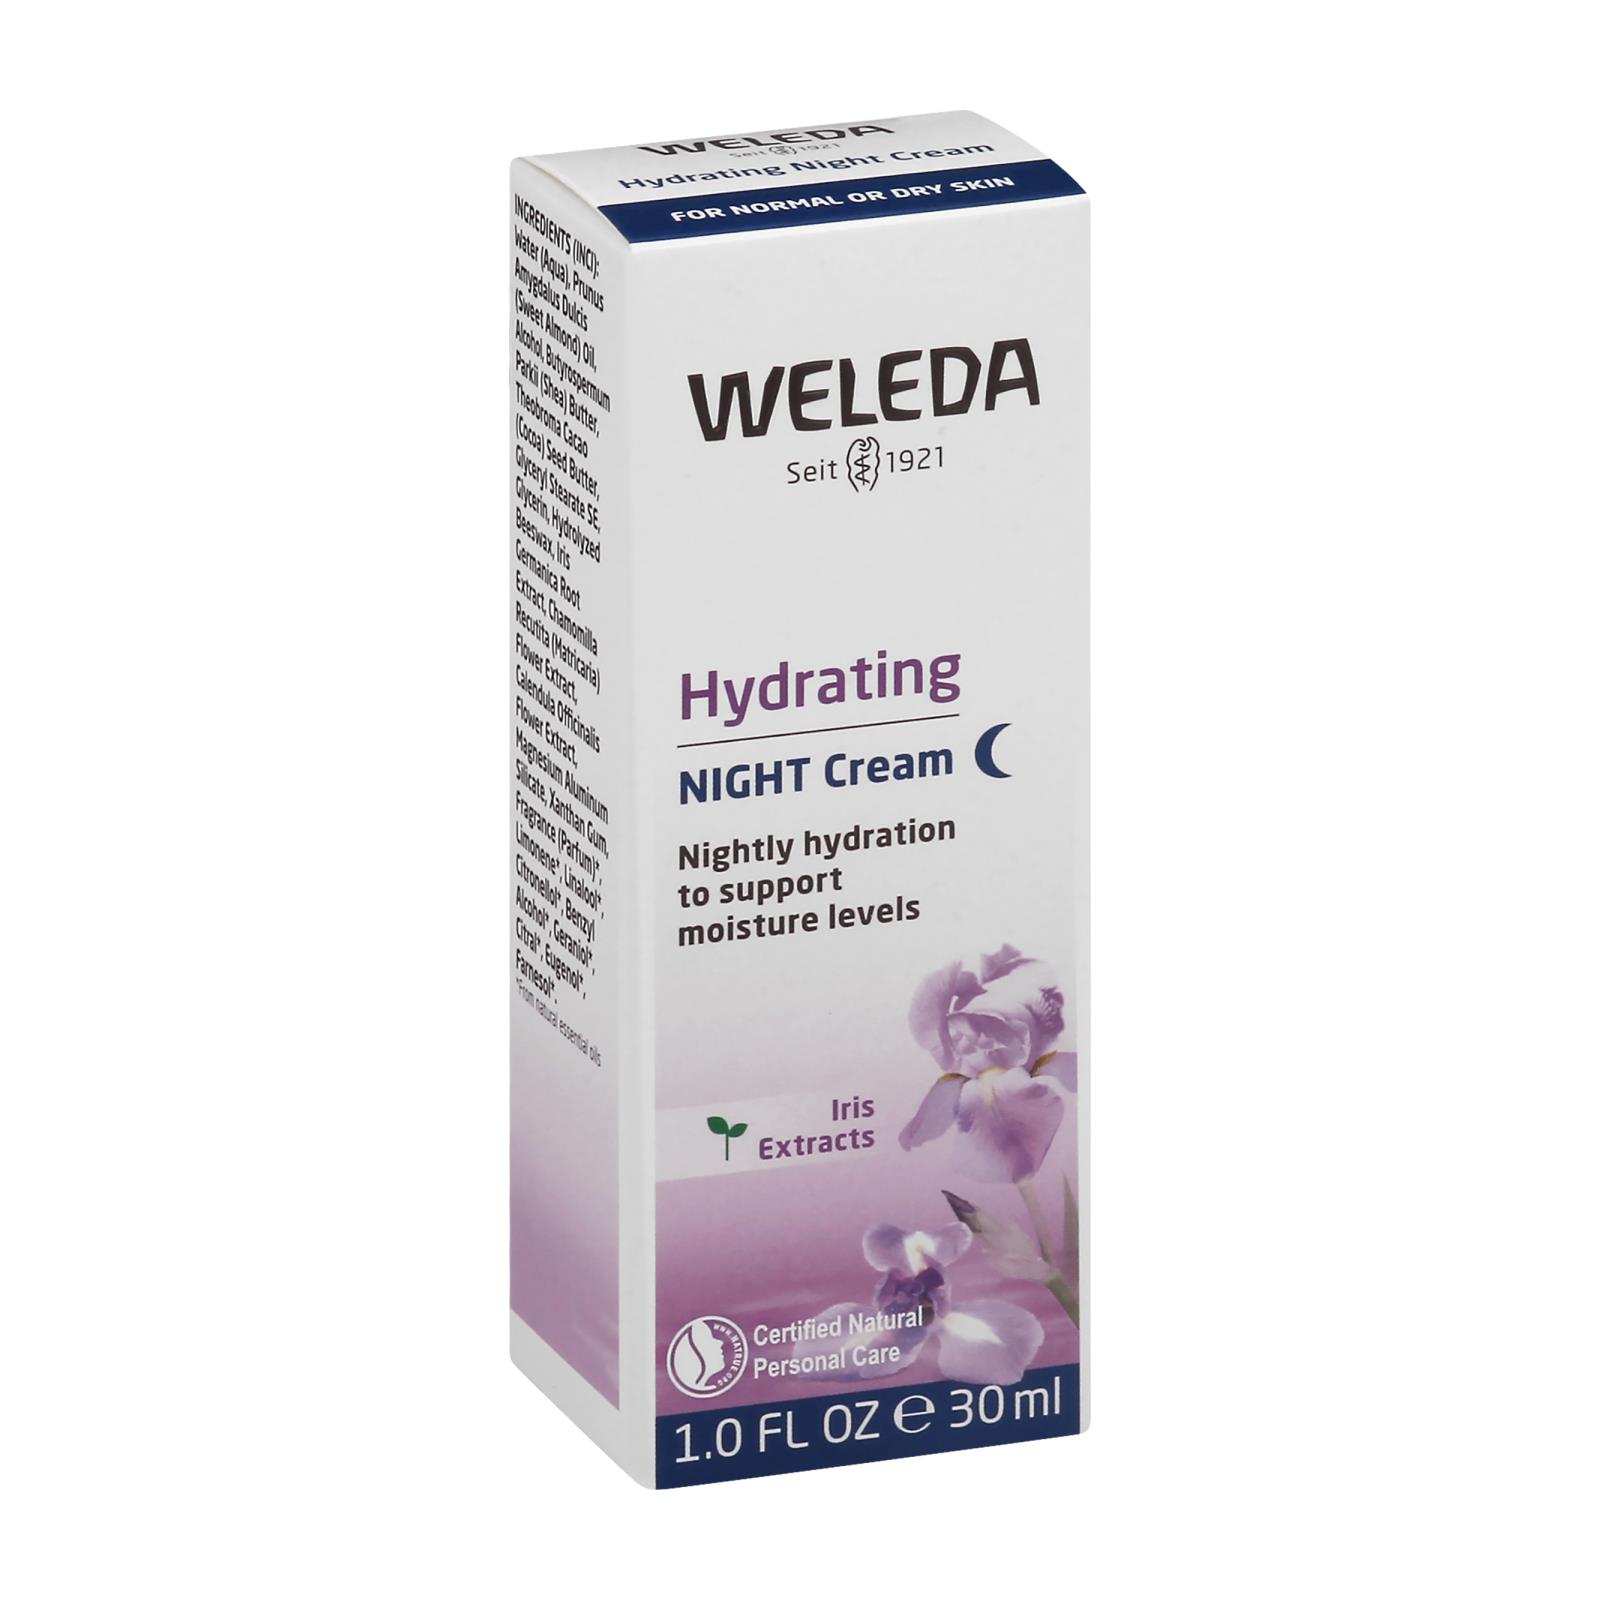 WELEDA
Seit 1921
Hydrating Night Cream
FOR NORMAL OR DRY SKIN
INGREDIENTS (INCI):
Water (Aqua), Prunus
Amygdalus Dulcis
(Sweet Almond) Oil,
Alcohol, Butyrospermum
Parkii (Shea) Butter,
Theobroma Cacao
(Cocoa) Seed Butter,
Glyceryl Stearate SE,
Glycerin, Hydrolyzed
Beeswax, Iris
Germanica Root
Extract, Chamomilla
Recutita (Matricaria)
Flower Extract,
Calendula Officinalis
Flower Extract,
Magnesium Aluminum
Silicate, Xanthan Gum,
Fragrance (Parfum)*,
Limonene*, Linalool*,
Citronellol*, Benzyl
Alcohol*, Geraniol*,
Citral*, Eugenol*,
Farnesol*.
*From natural essential oils
WELEDA
Seit 1921
Hydrating
NIGHT Cream
Nightly hydration
to support
moisture levels
Iris
Extracts
WWW.NATRUE.ORG
Certified Natural
Personal Care
1.0 FL OZ ℮ 30 ml